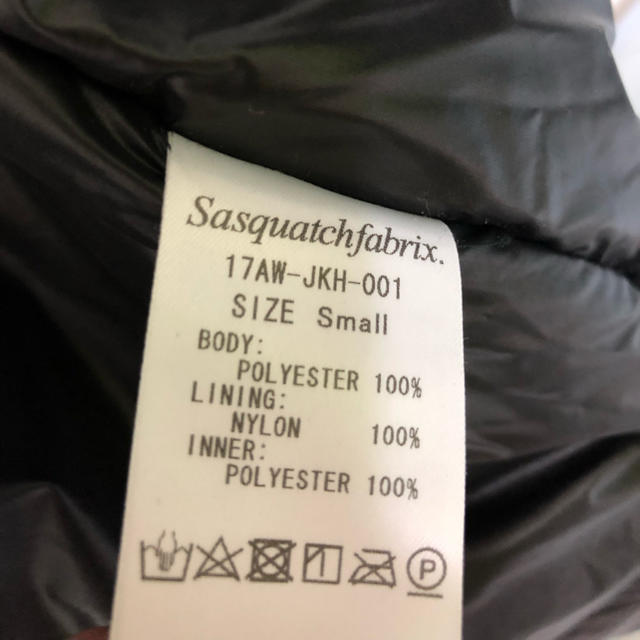 Sasquatchfabrix.
17AW-JKH-001
SIZE Small
BODY:
POLYESTER 100%
LINING:
NYLON 100%
INNER:
POLYESTER 100%
P